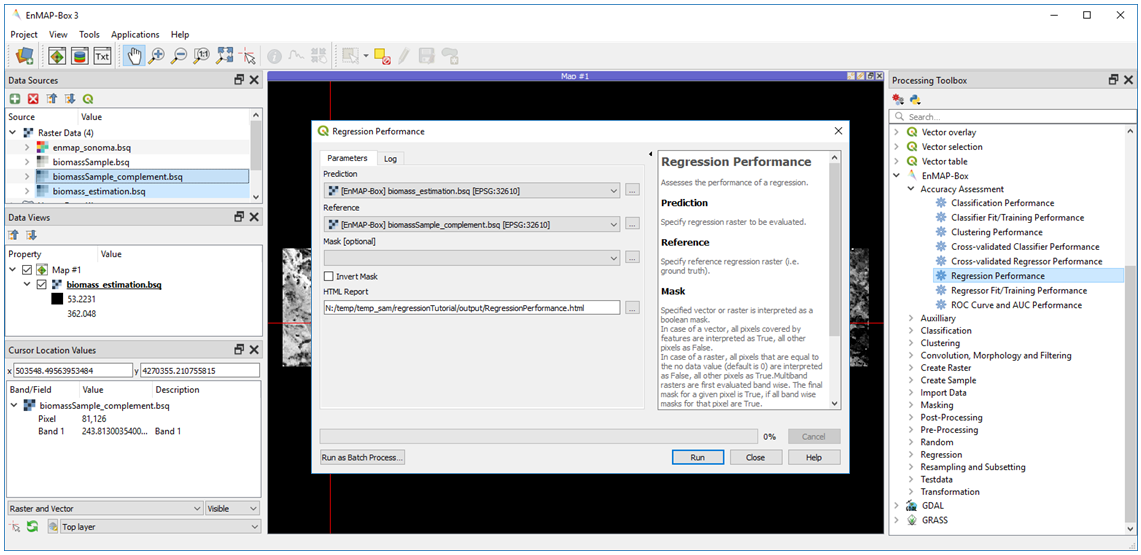 EnMAP-Box 3
Project View Tools Applications Help
Txt
1:1
Data Sources
Source Value
Raster Data (4)
enmap_sonoma.bsq
biomassSample.bsq
biomassSample_complement.bsq
biomass_estimation.bsq
Data Views
Property Value
Map #1
biomass_estimation.bsq
53.2231
362.048
Cursor Location Values
x 503548.49563953484 y 4270355.210755815
Band/Field Value Description
biomassSample_complement.bsq
Pixel 81,126
Band 1 243.8130035400... Band 1
Raster and Vector Visible
Top layer
Map #1
Regression Performance
Parameters Log
Prediction
[EnMAP-Box] biomass_estimation.bsq [EPSG:32610]
...
Reference
[EnMAP-Box] biomassSample_complement.bsq [EPSG:32610]
...
Mask [optional]
...
Invert Mask
HTML Report
N:/temp/temp_sam/regressionTutorial/output/RegressionPerformance.html
...
Regression Performance
Assesses the performance of a regression.
Prediction
Specify regression raster to be evaluated.
Reference
Specify reference regression raster (i.e.
ground truth).
Mask
Specified vector or raster is interpreted as a
boolean mask.
In case of a vector, all pixels covered by
features are interpreted as True, all other
pixels as False.
In case of a raster, all pixels that are equal to
the no data value (default is 0) are interpreted
as False, all other pixels as True.Multiband
rasters are first evaluated band wise. The final
mask for a given pixel is True, if all band wise
masks for that pixel are True.
0% Cancel
Run as Batch Process... Run Close Help
Processing Toolbox
Search...
Vector overlay
Vector selection
Vector table
EnMAP-Box
Accuracy Assessment
Classification Performance
Classifier Fit/Training Performance
Clustering Performance
Cross-validated Classifier Performance
Cross-validated Regressor Performance
Regression Performance
Regressor Fit/Training Performance
ROC Curve and AUC Performance
Auxilliary
Classification
Clustering
Convolution, Morphology and Filtering
Create Raster
Create Sample
Import Data
Masking
Post-Processing
Pre-Processing
Random
Regression
Resampling and Subsetting
Testdata
Transformation
GDAL
GRASS